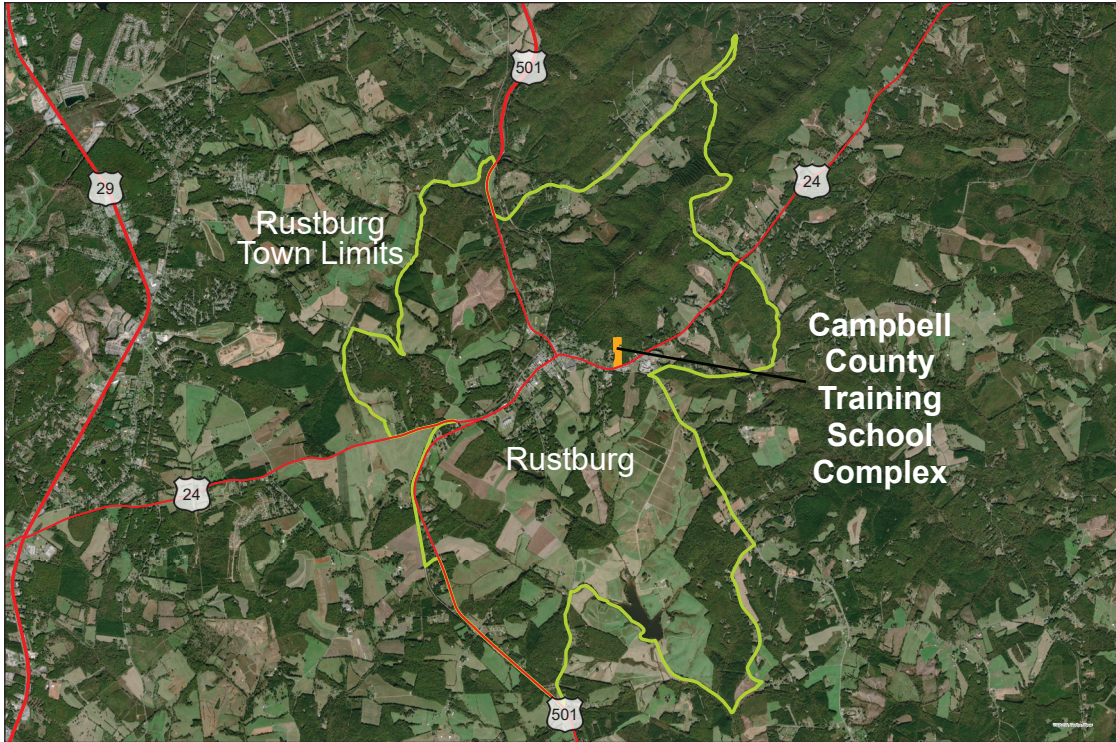 501
29
24
Rustburg
Town Limits
Campbell
County
Training
School
Complex
Rustburg
24
501